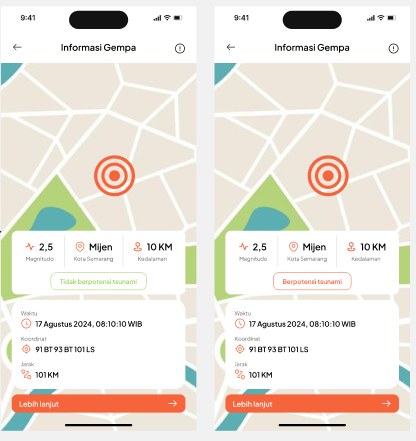 9:41
Informasi Gempa
2,5
Mijen
10 KM
Magnitudo
Kota Semarang
Kedalaman
Tidak berpotensi tsunami
Waktu
17 Agustus 2024, 08:10:10 WIB
Koordinat
91 BT 93 BT 101 LS
Jarak
101 KM
Lebih lanjut
9:41
Informasi Gempa
2,5
Mijen
10 KM
Magnitudo
Kota Semarang
Kedalaman
Berpotensi tsunami
Waktu
17 Agustus 2024, 08:10:10 WIB
Koordinat
91 BT 93 BT 101 LS
Jarak
101 KM
Lebih lanjut